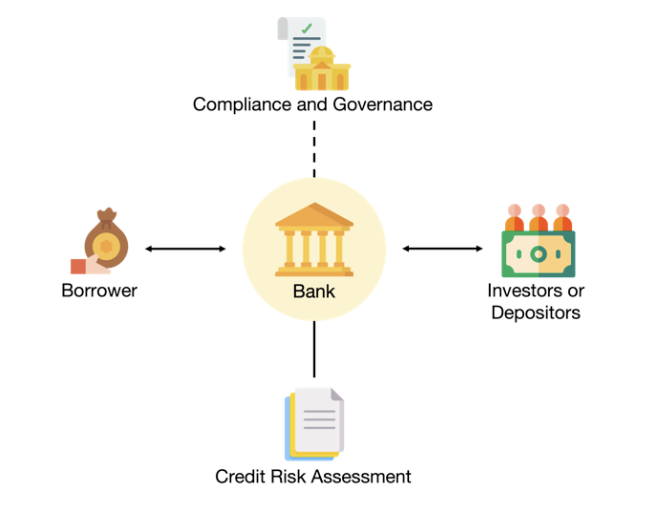 Compliance and Governance
Borrower
Bank
Investors or
Depositors
Credit Risk Assessment